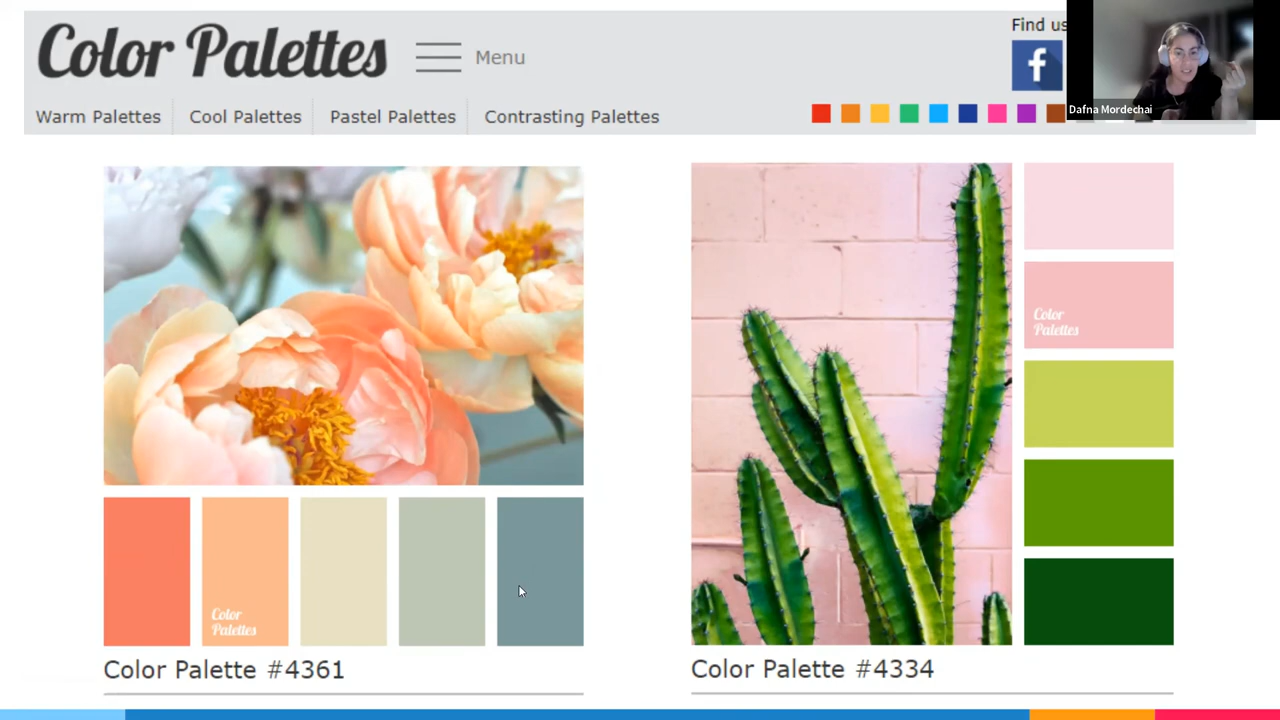 Color Palettes
Menu
Find us
Dafna Mordechai
Warm Palettes
Cool Palettes
Pastel Palettes
Contrasting Palettes
Color
Palettes
Color Palette #4361
Color
Palettes
Color Palette #4334